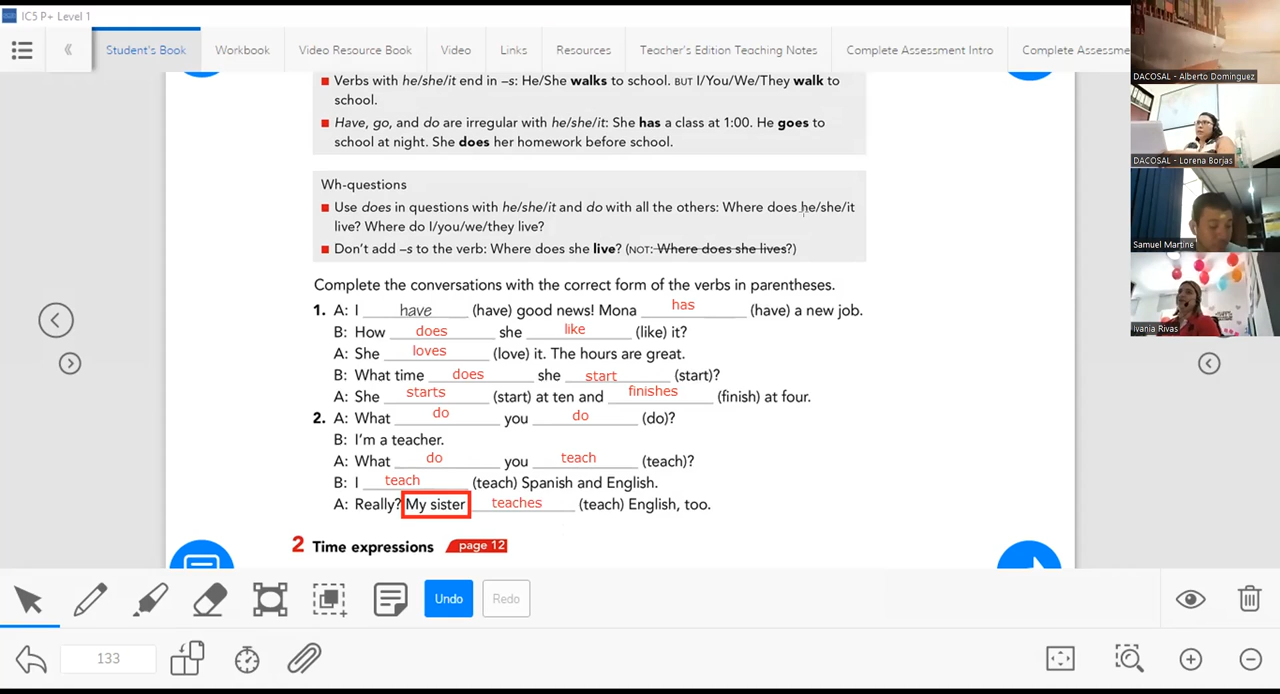 IC5 P+ Level 1
Student's Book Workbook Video Resource Book Video Links Resources Teacher's Edition Teaching Notes Complete Assessment Intro Complete Assessme
DACOSAL - Alberto Dominguez
DACOSAL - Lorena Borjas
Samuel Martine
Ivania Rivas
Verbs with he/she/it end in –s: He/She walks to school. BUT I/You/We/They walk to
school.
Have, go, and do are irregular with he/she/it: She has a class at 1:00. He goes to
school at night. She does her homework before school.
Wh-questions
Use does in questions with he/she/it and do with all the others: Where does he/she/it
live? Where do I/you/we/they live?
Don't add –s to the verb: Where does she live? (NOT: Where does she lives?)
Complete the conversations with the correct form of the verbs in parentheses.
1. A: I have (have) good news! Mona has (have) a new job.
B: How does she like (like) it?
A: She loves (love) it. The hours are great.
B: What time does she start (start)?
A: She starts (start) at ten and finishes (finish) at four.
2. A: What do you do (do)?
B: I'm a teacher.
A: What do you teach (teach)?
B: I teach (teach) Spanish and English.
A: Really? My sister teaches (teach) English, too.
2 Time expressions page 12
Undo Redo
133